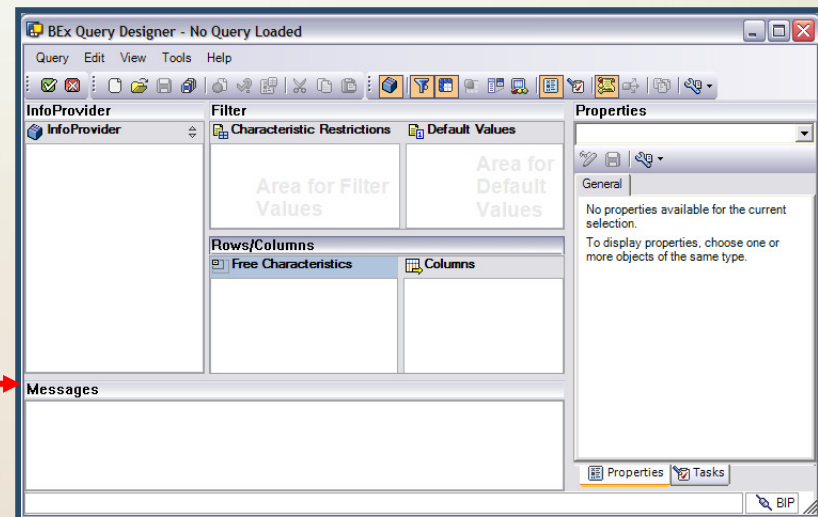 BEx Query Designer - No Query Loaded
Query Edit View Tools Help
InfoProvider
InfoProvider
Filter
Characteristic Restrictions
Default Values
Area for Filter
Values
Area for
Default
Values
Rows/Columns
Free Characteristics
Columns
Messages
Properties
General
No properties available for the current
selection.
To display properties, choose one or
more objects of the same type.
Properties Tasks
BIP